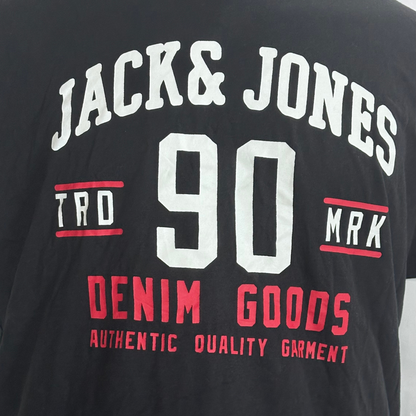 JACK & JONES
TRD 90 MRK
DENIM GOODS
AUTHENTIC QUALITY GARMENT